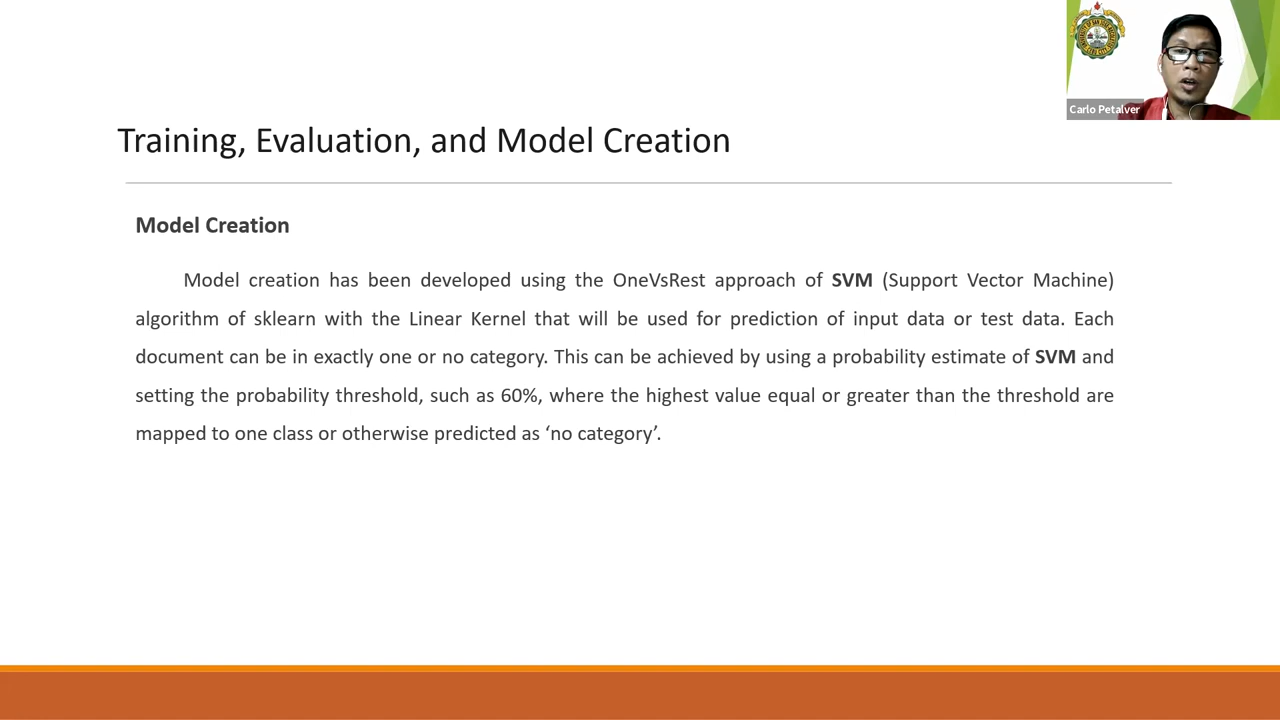 Carlo Petalver
Training, Evaluation, and Model Creation
Model Creation
Model creation has been developed using the OneVsRest approach of SVM (Support Vector Machine)
algorithm of sklearn with the Linear Kernel that will be used for prediction of input data or test data. Each
document can be in exactly one or no category. This can be achieved by using a probability estimate of SVM and
setting the probability threshold, such as 60%, where the highest value equal or greater than the threshold are
mapped to one class or otherwise predicted as ‘no category’.